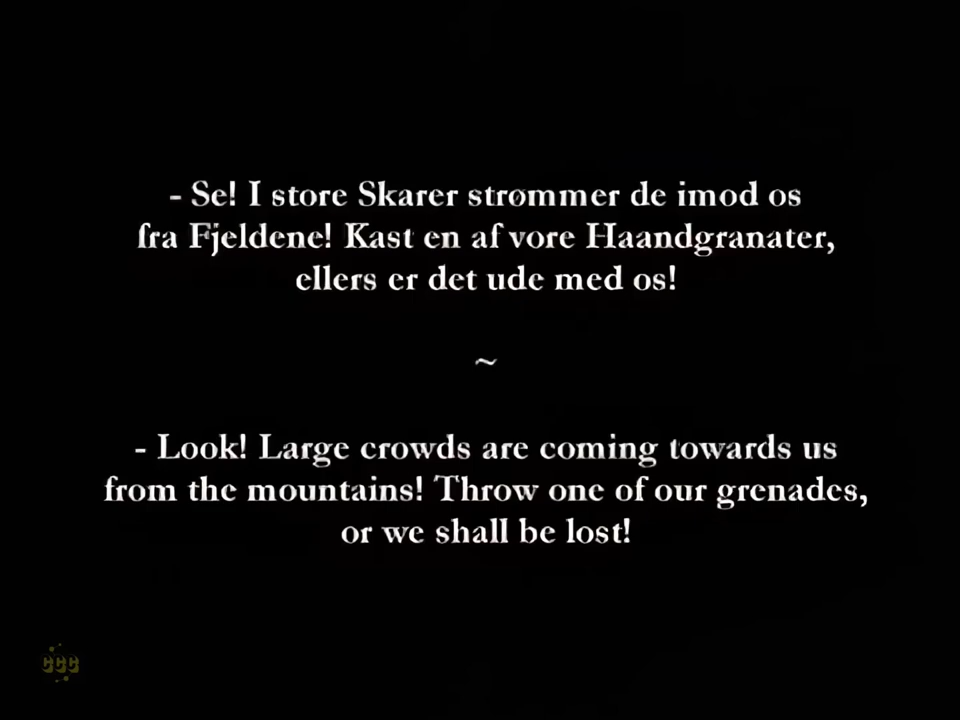 - Se! I store Skarer strømmer de imod os
fra Fjeldene! Kast en af vore Haandgranater,
ellers er det ude med os!
~
- Look! Large crowds are coming towards us
from the mountains! Throw one of our grenades,
or we shall be lost!
ccc